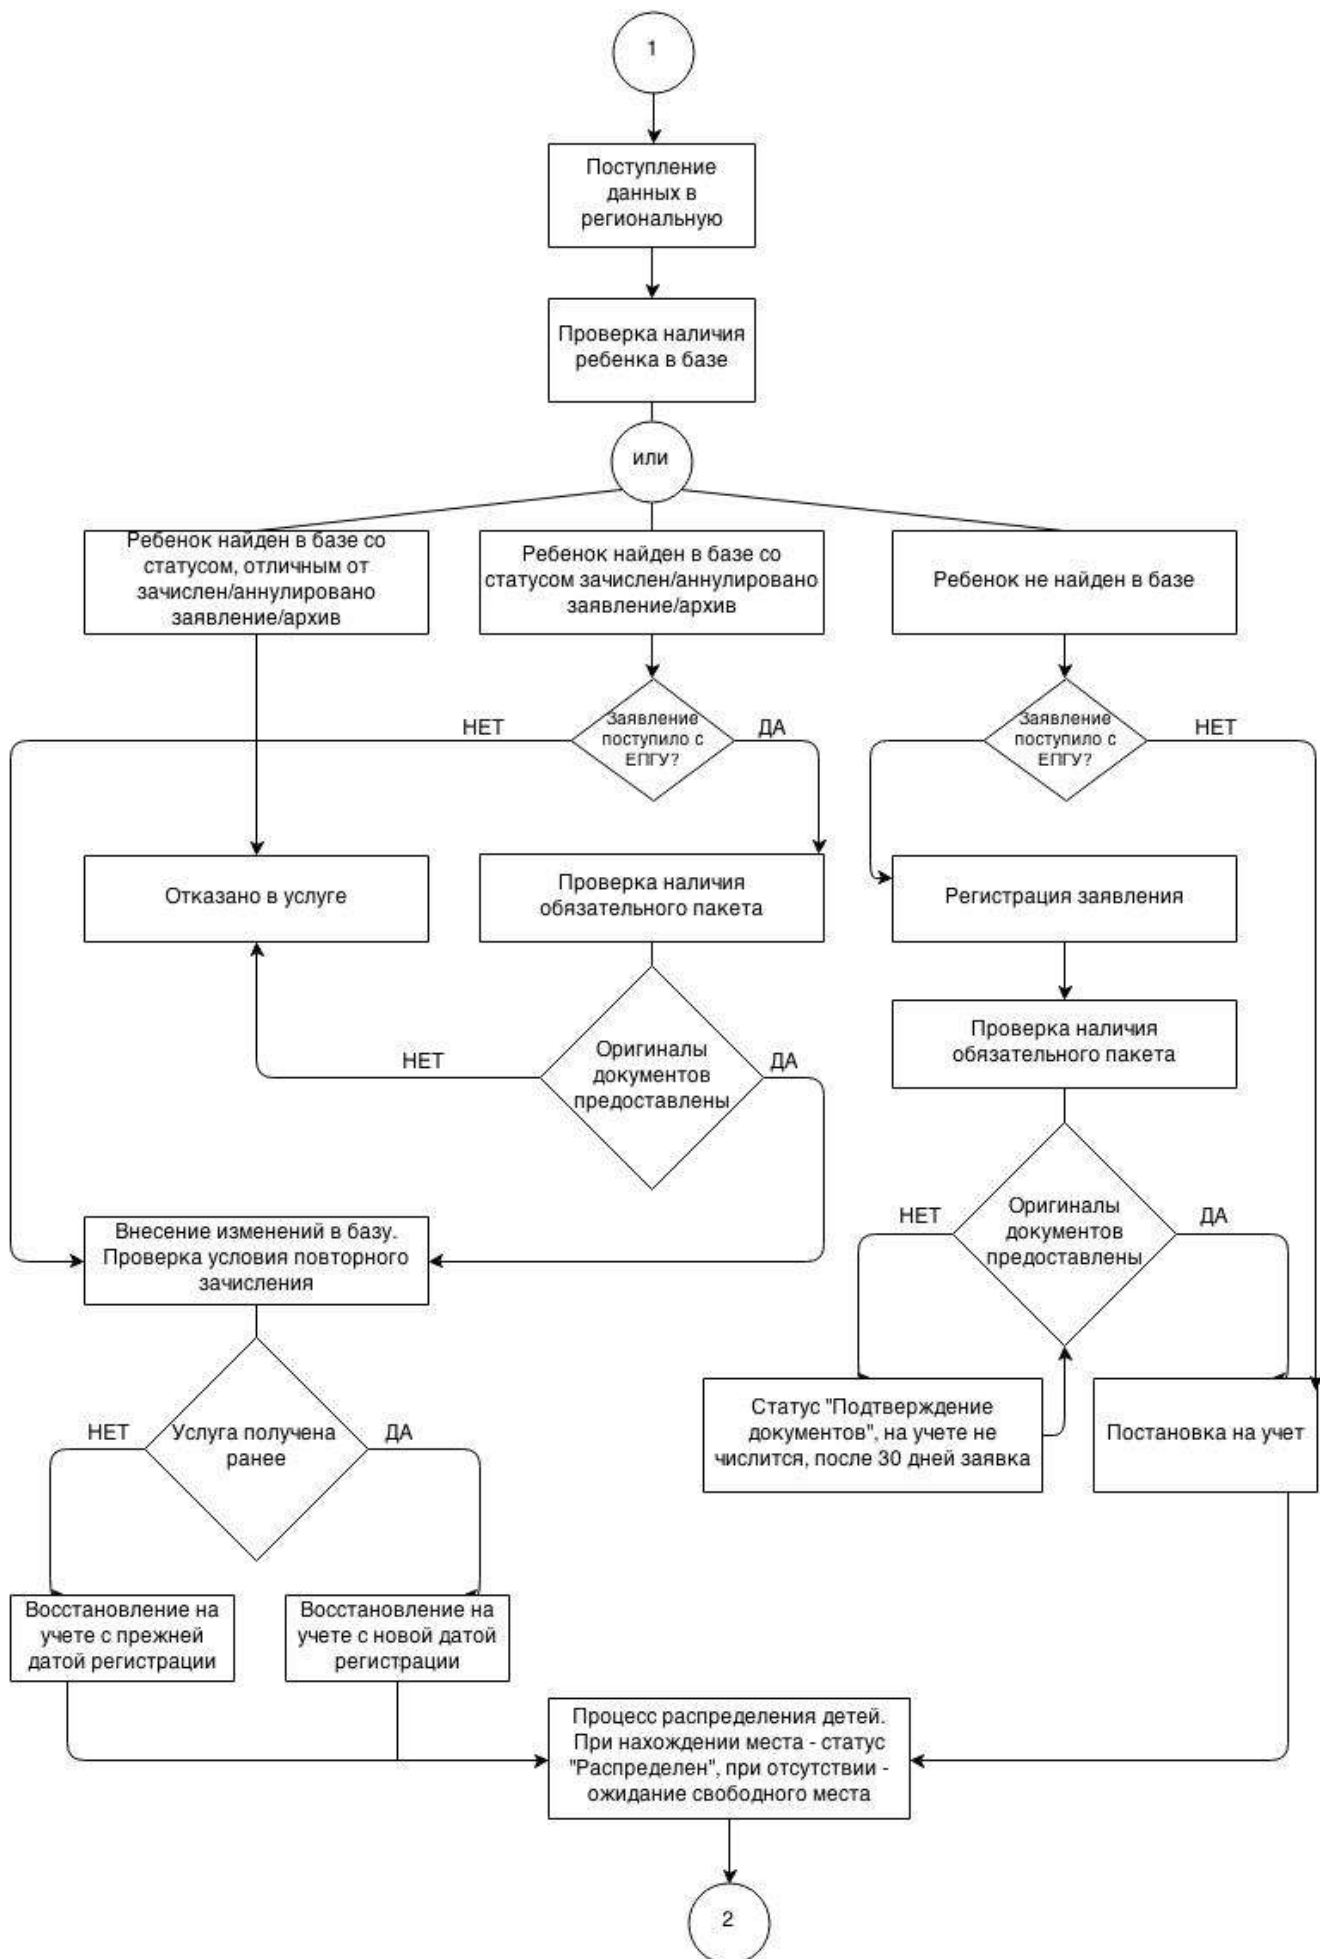 1
Поступление
данных в
региональную
Проверка наличия
ребенка в базе
или
Ребенок найден в базе со
статусом, отличным от
зачислен/аннулировано
заявление/архив
Ребенок найден в базе со
статусом зачислен/аннулировано
заявление/архив
Ребенок не найден в базе
НЕТ
Заявление
поступило с
ЕПГУ?
ДА
Заявление
поступило с
ЕПГУ?
НЕТ
Отказано в услуге
Проверка наличия
обязательного пакета
Регистрация заявления
НЕТ
Оригиналы
документов
предоставлены
ДА
Проверка наличия
обязательного пакета
НЕТ
Оригиналы
документов
предоставлены
ДА
Внесение изменений в базу.
Проверка условия повторного
зачисления
НЕТ
Услуга получена
ранее
ДА
Статус "Подтверждение
документов", на учете не
числится, после 30 дней заявка
Постановка на учет
Восстановление на
учете с прежней
датой регистрации
Восстановление на
учете с новой датой
регистрации
Процесс распределения детей.
При нахождении места - статус
"Распределен", при отсутствии -
ожидание свободного места
2